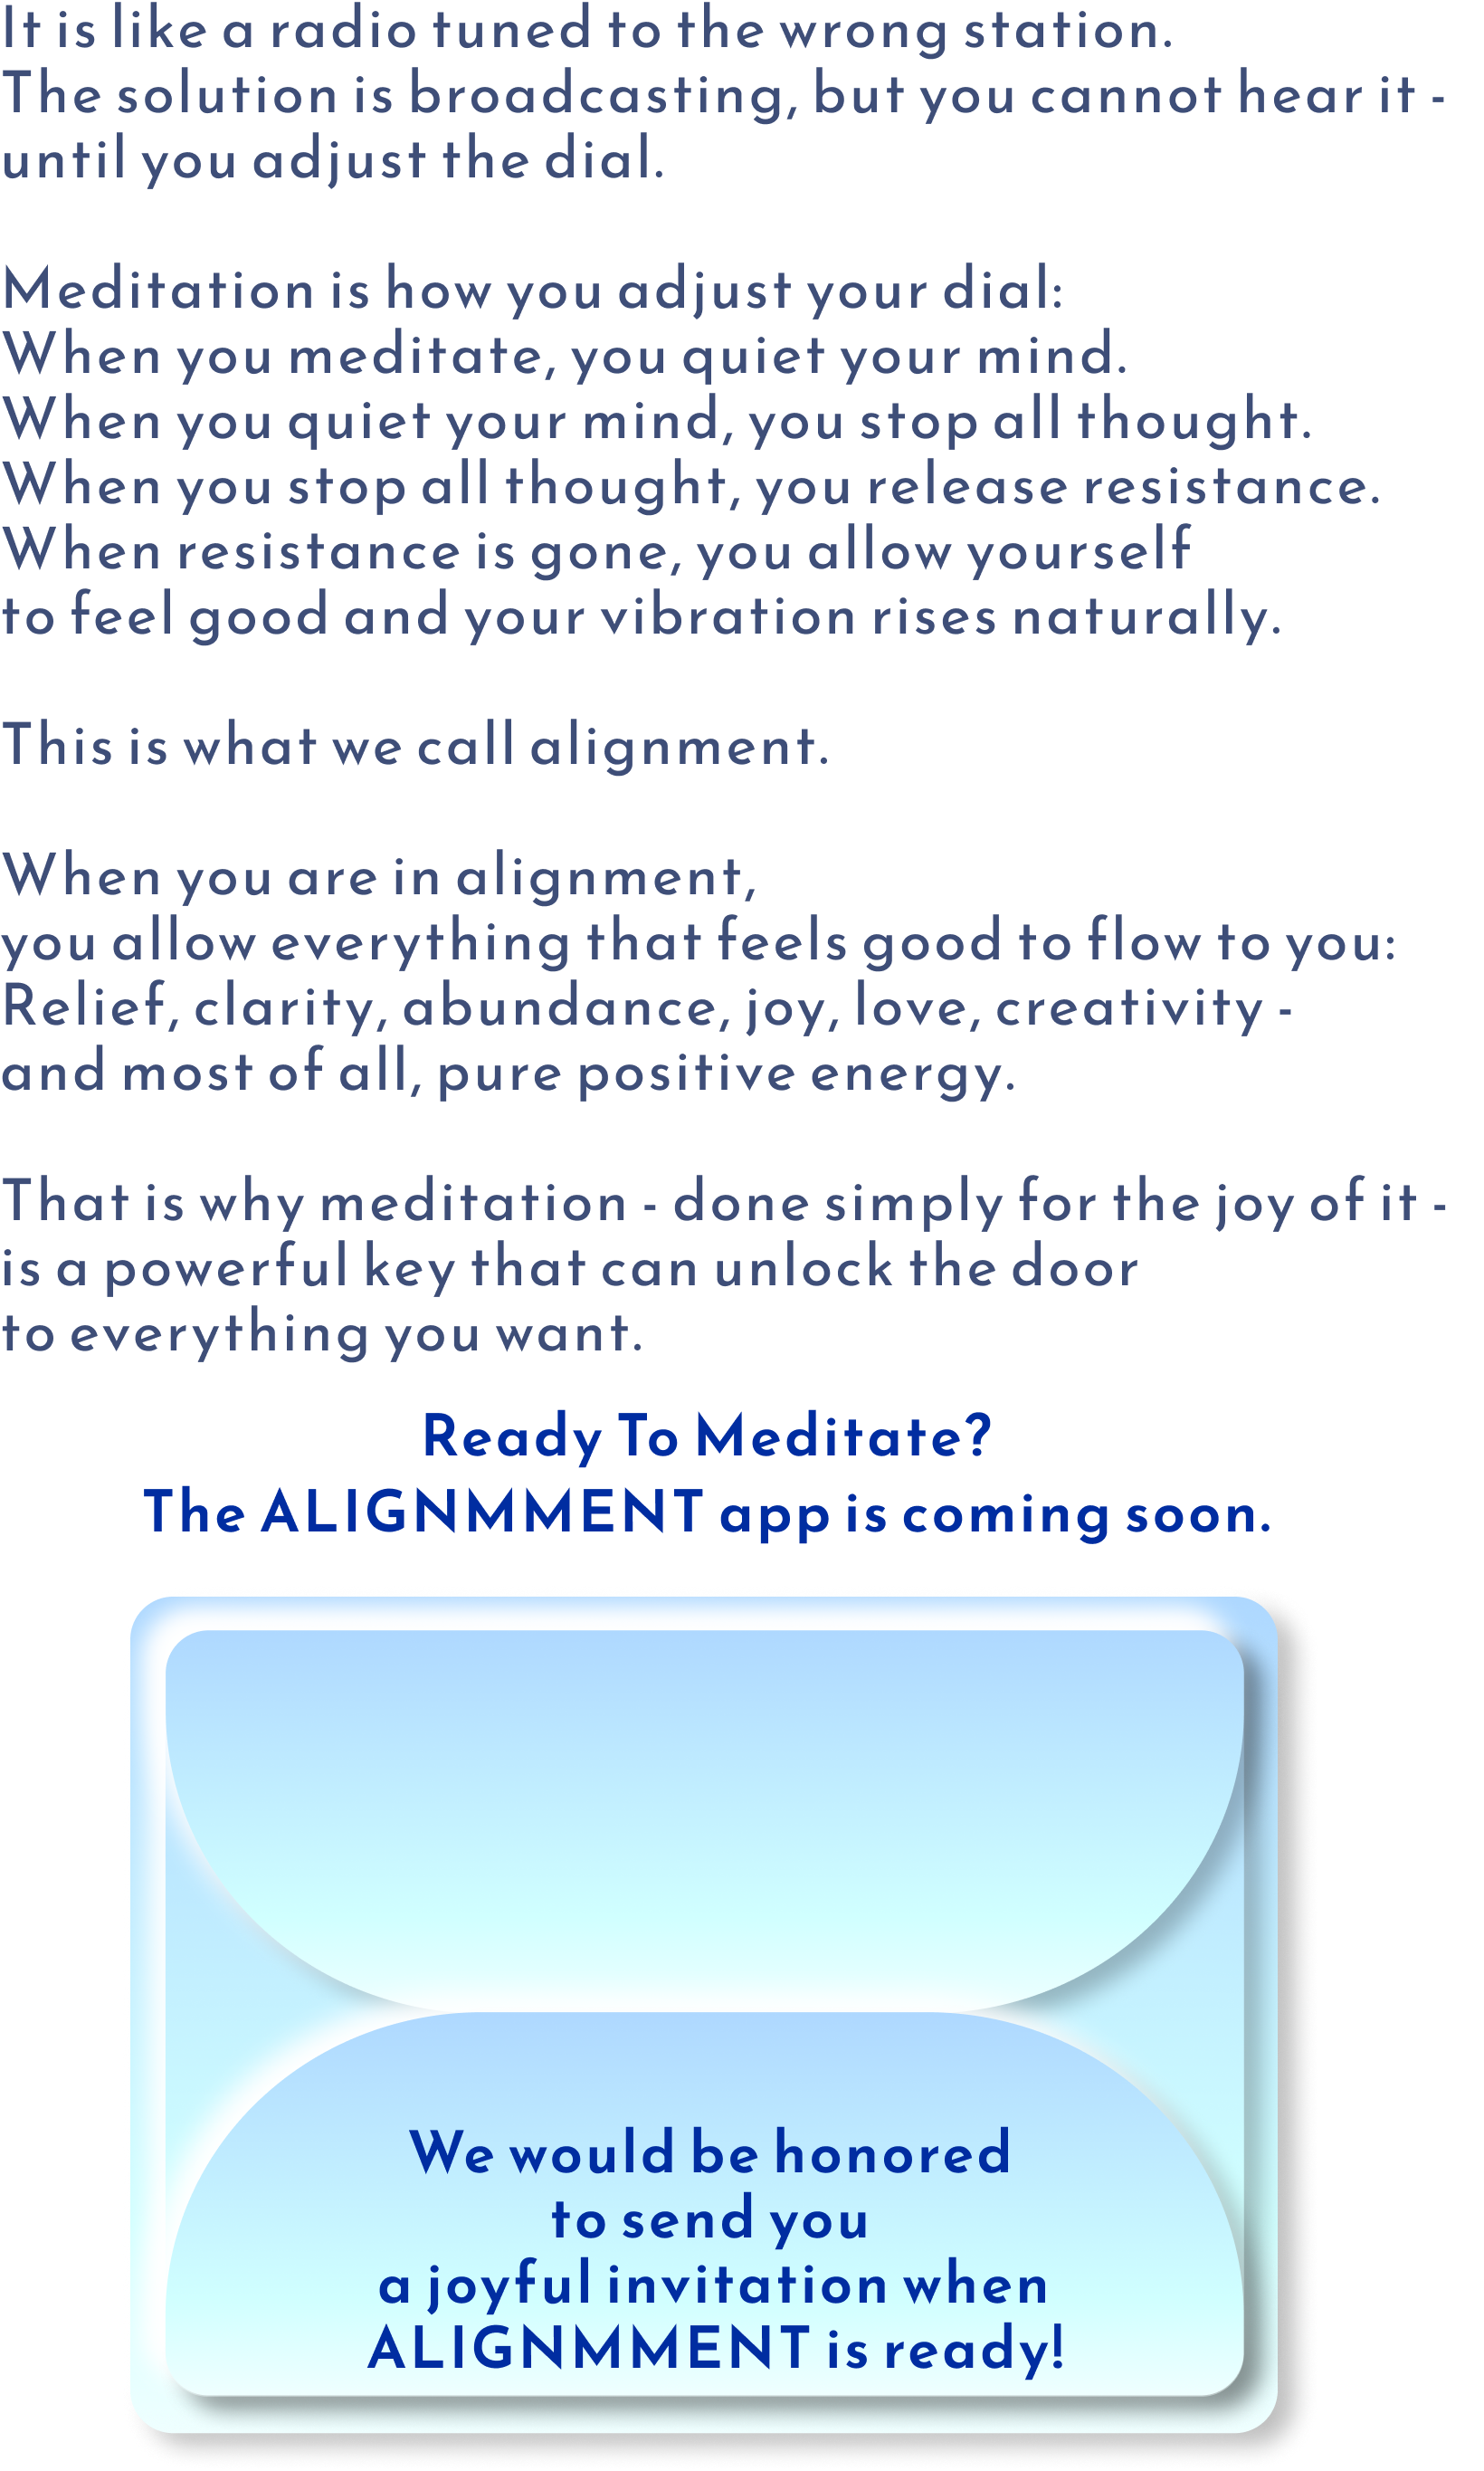 It is like a radio tuned to the wrong station.
The solution is broadcasting, but you cannot hear it -
until you adjust the dial.
Meditation is how you adjust your dial:
When you meditate, you quiet your mind.
When you quiet your mind, you stop all thought.
When you stop all thought, you release resistance.
When resistance is gone, you allow yourself
to feel good and your vibration rises naturally.
This is what we call alignment.
When you are in alignment,
you allow everything that feels good to flow to you:
Relief, clarity, abundance, joy, love, creativity -
and most of all, pure positive energy.
That is why meditation - done simply for the joy of it -
is a powerful key that can unlock the door
to everything you want.
Ready To Meditate?
The ALIGNMMENT app is coming soon.
We would be honored
to send you
a joyful invitation when
ALIGNMMENT is ready!